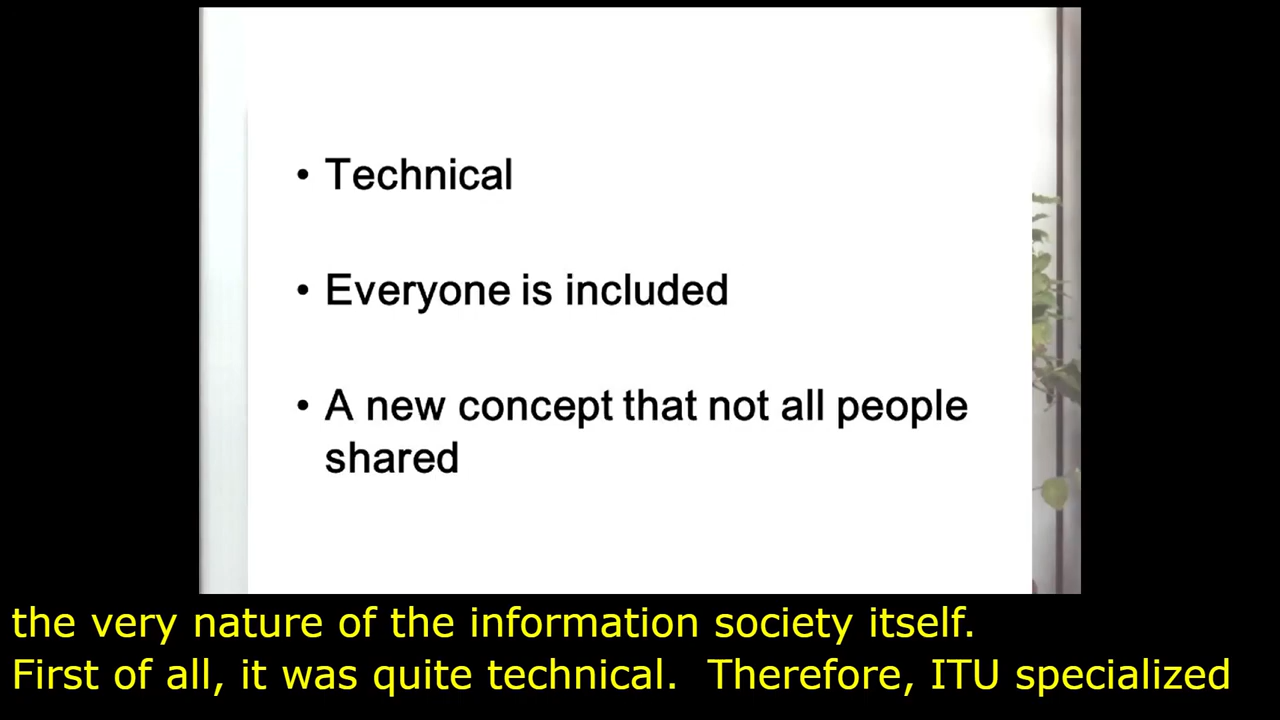 • Technical
• Everyone is included
• A new concept that not all people
shared
the very nature of the information society itself.
First of all, it was quite technical.  Therefore, ITU specialized